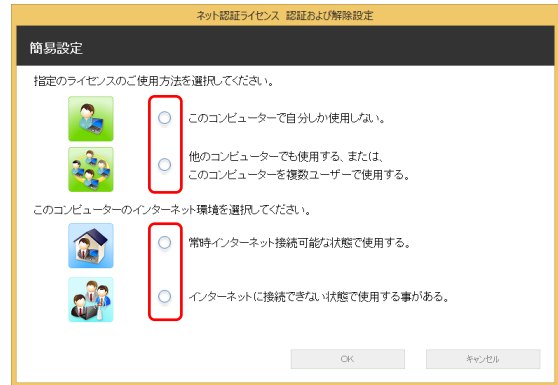 ネット認証ライセンス 認証および解除設定
簡易設定
指定のライセンスのご使用方法を選択してください。
このコンピューターで自分しか使用しない。
他のコンピューターでも使用する、または、
このコンピューターを複数ユーザーで使用する。
このコンピューターのインターネット環境を選択してください。
常時インターネット接続可能な状態で使用する。
インターネットに接続できない状態で使用する事がある。
OK
キャンセル